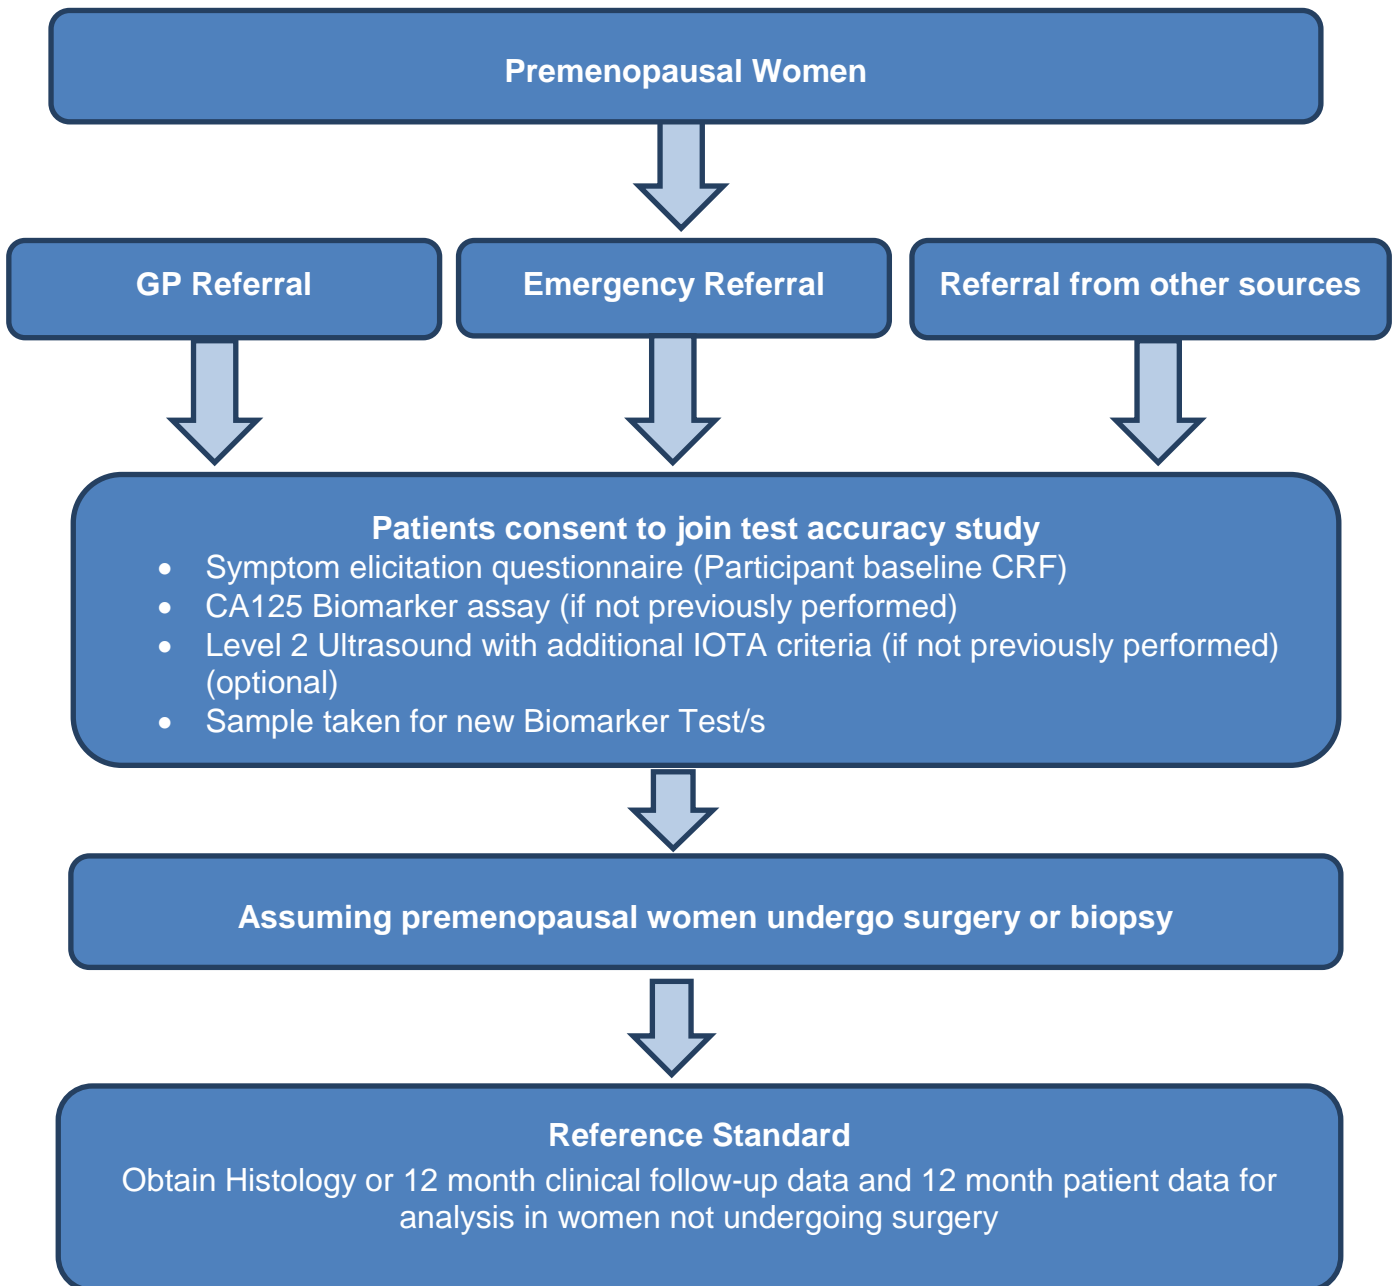 Premenopausal Women
GP Referral
Emergency Referral
Referral from other sources
Patients consent to join test accuracy study
• Symptom elicitation questionnaire (Participant baseline CRF)
• CA125 Biomarker assay (if not previously performed)
• Level 2 Ultrasound with additional IOTA criteria (if not previously performed)
(optional)
• Sample taken for new Biomarker Test/s
Assuming premenopausal women undergo surgery or biopsy
Reference Standard
Obtain Histology or 12 month clinical follow-up data and 12 month patient data for
analysis in women not undergoing surgery